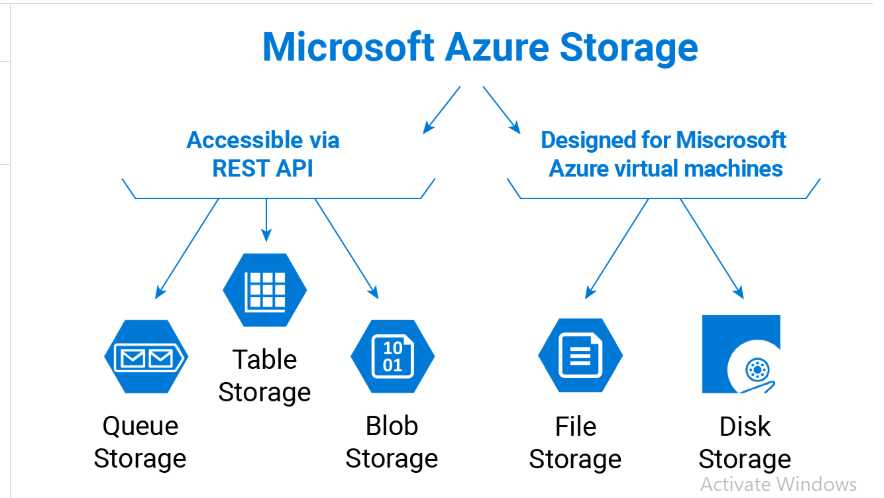 Microsoft Azure Storage
Accessible via
REST API
Designed for Miscrosoft
Azure virtual machines
10
01
Table
Storage
Queue
Storage
Blob
Storage
File
Storage
Disk
Storage
Activate Windows